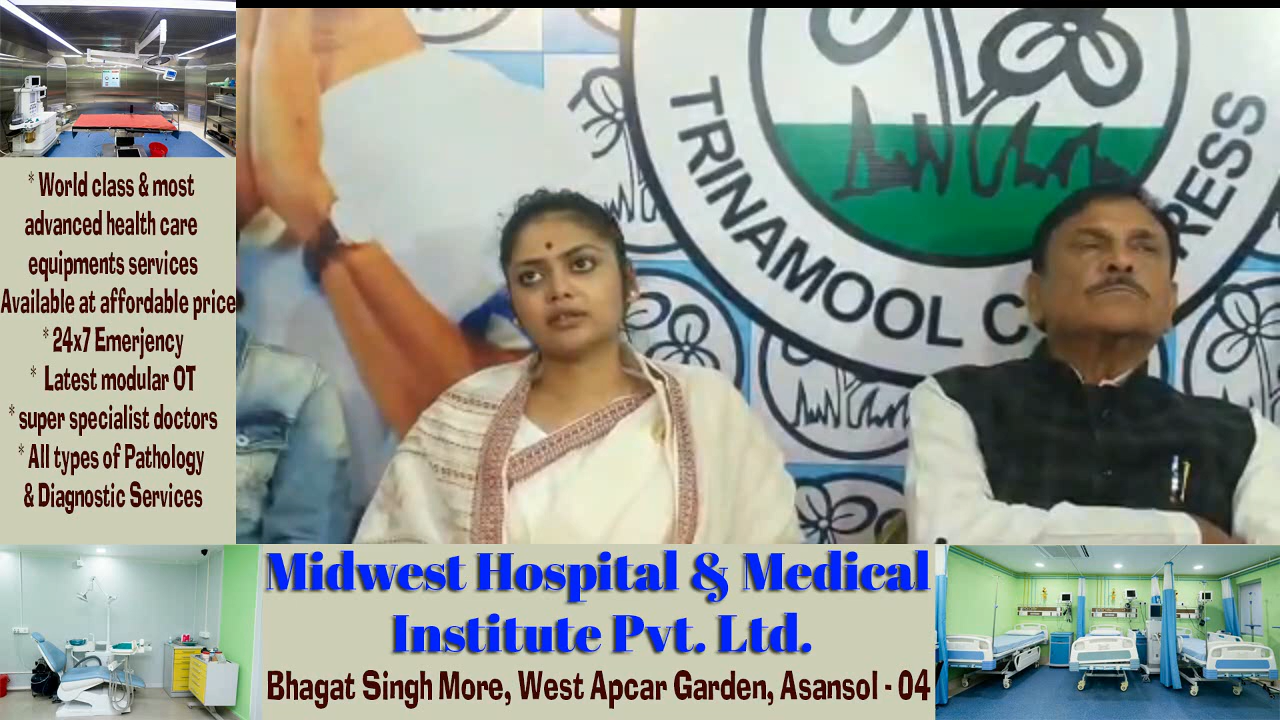 * World class & most
advanced health care
equipments services
Available at affordable price
* 24x7 Emerjency
* Latest modular OT
* super specialist doctors
* All types of Pathology
& Diagnostic Services
TRINAMOOL C RESS
Midwest Hospital & Medical
Institute Pvt. Ltd.
Bhagat Singh More, West Apcar Garden, Asansol - 04